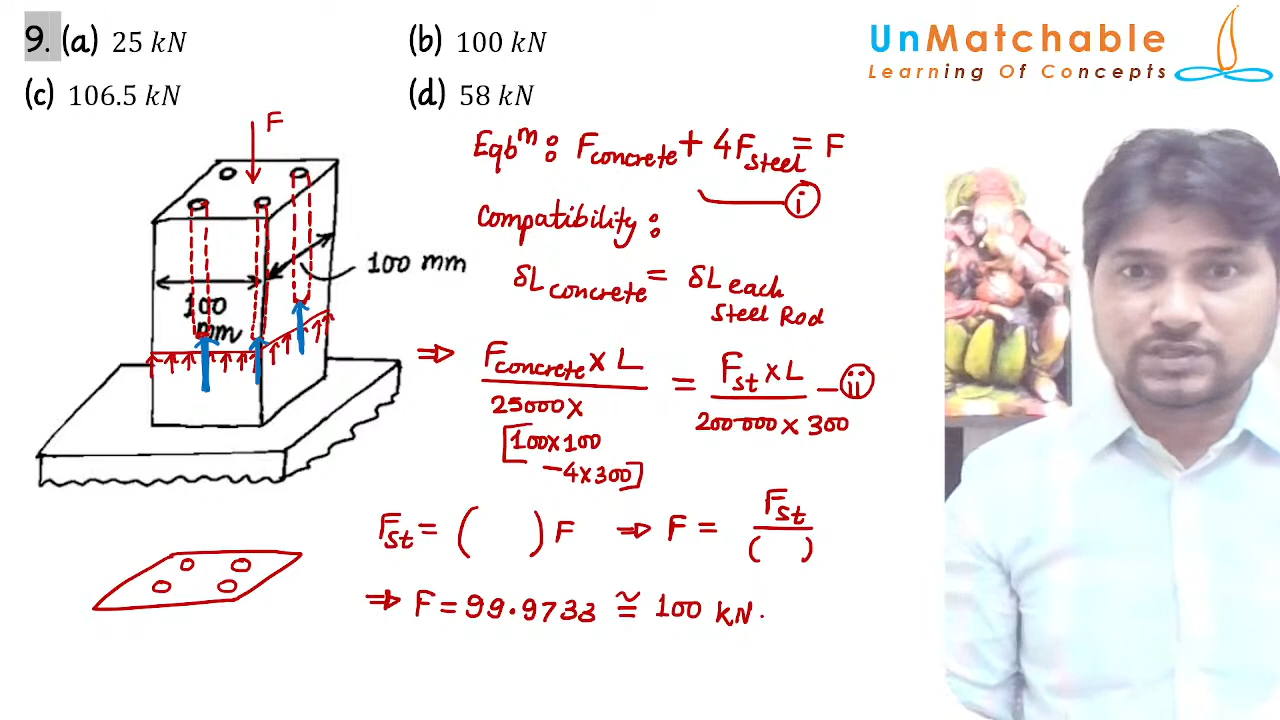 9. (a) 25 kN
(b) 100 kN
(c) 106.5 kN
(d) 58 kN
UnMatchable
Learning Of Concepts
F
100 mm
100
mm
Eqbᵐ: Fconcrete + 4Fsteel = F
i
Compatibility:
δLconcrete = δLeach
Steel Rod
⇒ Fconcrete × L = Fst × L — ii
25000× 200000 × 300
[100×100
−4×300]
Fst = ( ) F ⇒ F = Fst
( )
⇒ F = 99.9733 ≅ 100 kN.